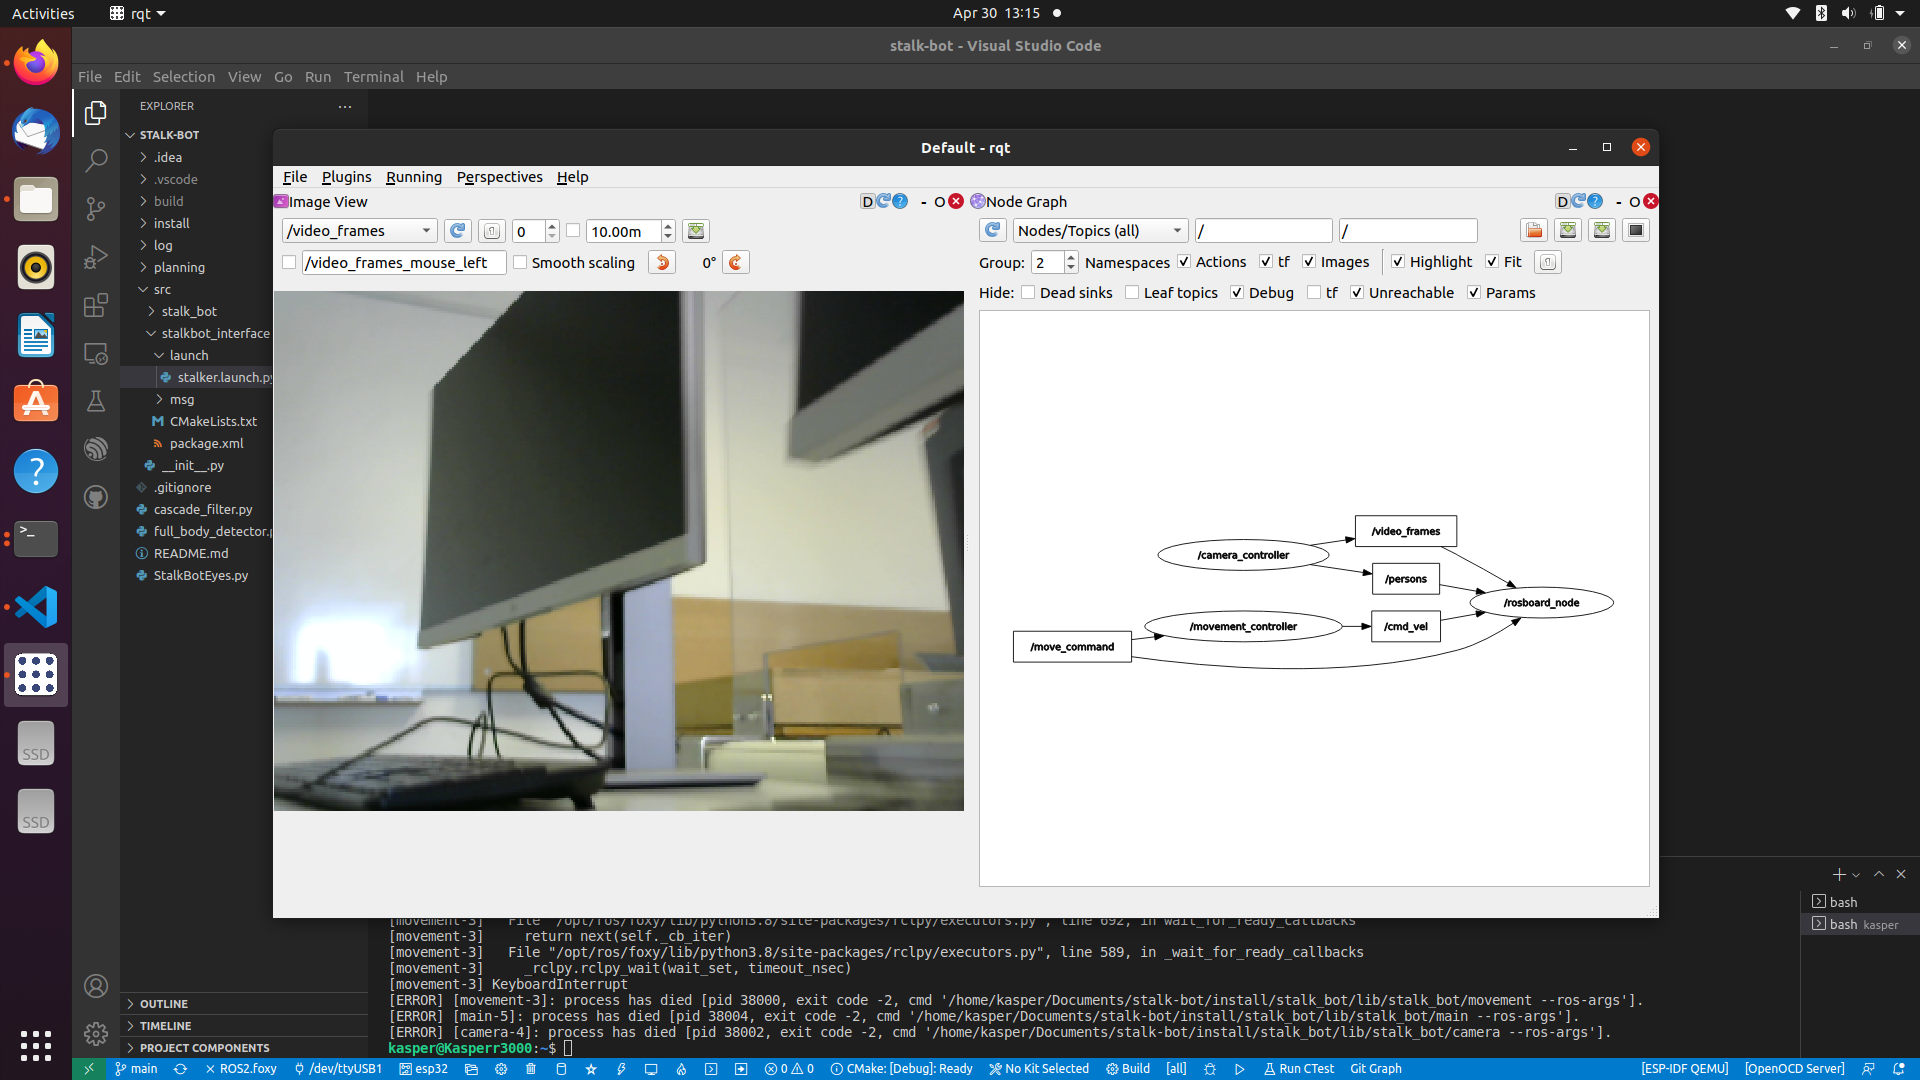 Activities
rqt
Apr 30 13:15
stalk-bot - Visual Studio Code
File Edit Selection View Go Run Terminal Help
EXPLORER
STALK-BOT
.idea
.vscode
build
install
log
planning
src
stalk_bot
stalkbot_interface
launch
stalker.launch.py
msg
CMakeLists.txt
package.xml
__init__.py
.gitignore
cascade_filter.py
full_body_detector.
README.md
StalkBotEyes.py
OUTLINE
TIMELINE
PROJECT COMPONENTS
SSD
SSD
Default - rqt
File Plugins Running Perspectives Help
Image View
D - O
/video_frames
0
10.00m
/video_frames_mouse_left
Smooth scaling
0°
Node Graph
D - O
Nodes/Topics (all)
/
/
Group: 2 Namespaces Actions tf Images Highlight Fit
Hide: Dead sinks Leaf topics Debug tf Unreachable Params
/video_frames
/camera_controller
/persons
/rosboard_node
/movement_controller
/cmd_vel
/move_command
bash
bash kasper
[movement-3] File "/opt/ros/foxy/lib/python3.8/site-packages/rclpy/executors.py", line 692, in wait_for_ready_callbacks
[movement-3] return next(self._cb_iter)
[movement-3] File "/opt/ros/foxy/lib/python3.8/site-packages/rclpy/executors.py", line 589, in _wait_for_ready_callbacks
[movement-3] _rclpy.rclpy_wait(wait_set, timeout_nsec)
[movement-3] KeyboardInterrupt
[ERROR] [movement-3]: process has died [pid 38000, exit code -2, cmd '/home/kasper/Documents/stalk-bot/install/stalk_bot/lib/stalk_bot/movement --ros-args'].
[ERROR] [main-5]: process has died [pid 38004, exit code -2, cmd '/home/kasper/Documents/stalk-bot/install/stalk_bot/lib/stalk_bot/main --ros-args'].
[ERROR] [camera-4]: process has died [pid 38002, exit code -2, cmd '/home/kasper/Documents/stalk-bot/install/stalk_bot/lib/stalk_bot/camera --ros-args'].
kasper@Kasperr3000:~$
main ROS2.foxy /dev/ttyUSB1 esp32 0 0 CMake: [Debug]: Ready No Kit Selected Build [all] Run CTest Git Graph [ESP-IDF QEMU] [OpenOCD Server]